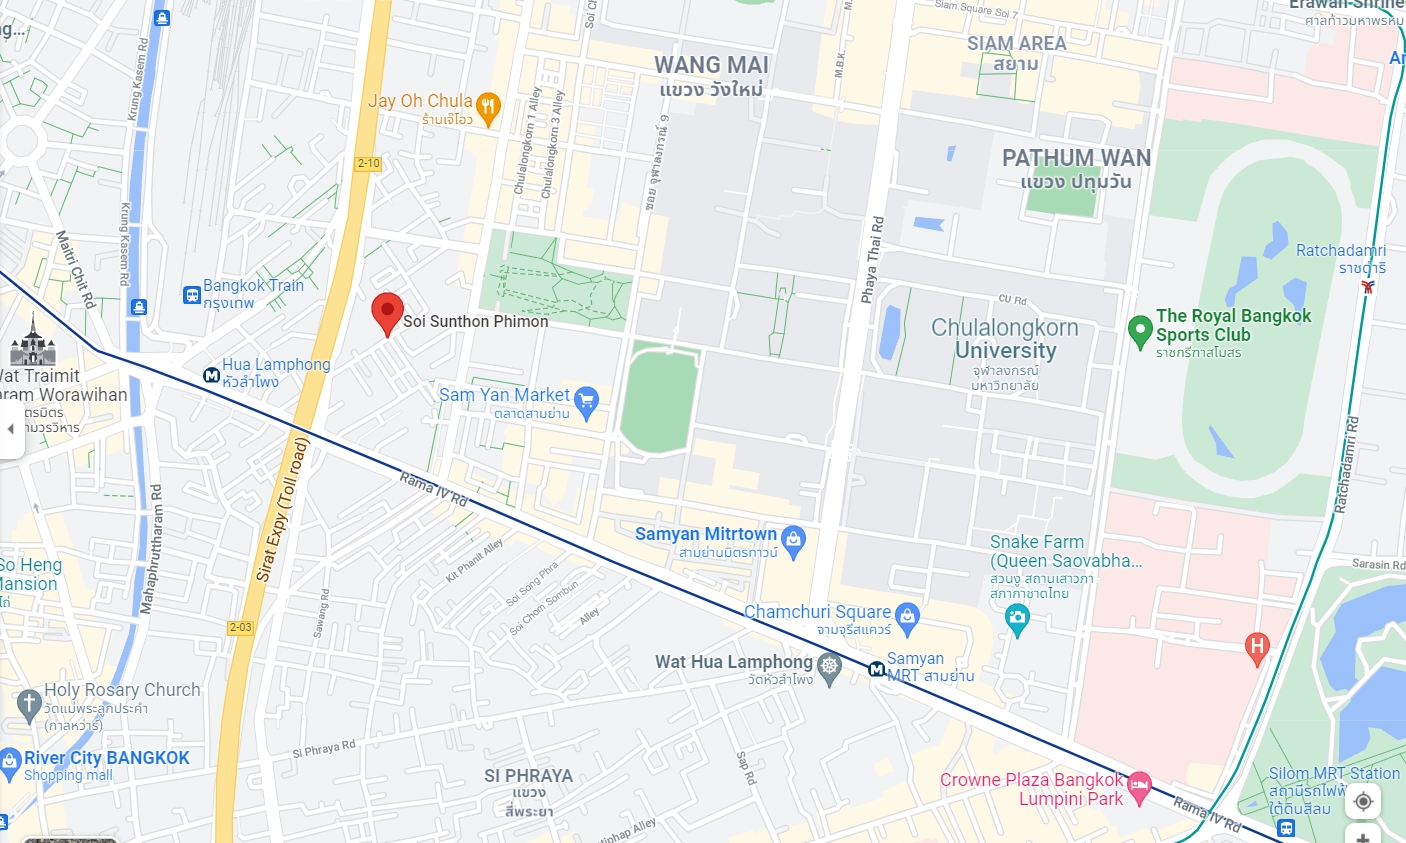 Krung Kasem Rd
2-10
Jay Oh Chula
ร้านเจ๊โอว
Chulalongkorn 1 Alley
Chulalongkorn 3 Alley
ซอย จุฬาลงกรณ์ 9
WANG MAI
แขวง วังใหม่
M.B.K.
Siam Square Soi 7
SIAM AREA
สยาม
Erawan Shrine
ศาลท้าวมหาพรหม
PATHUM WAN
แขวง ปทุมวัน
Krung Kasem Rd
Maitri Chit Rd
Bangkok Train
กรุงเทพ
Soi Sunthon Phimon
Phaya Thai Rd
CU Rd
Chulalongkorn
University
จุฬาลงกรณ์
มหาวิทยาลัย
Ratchadamri
ราชดำริ
The Royal Bangkok
Sports Club
ราชกรีฑาสโมสร
Wat Traimit
aram Worawihan
ตรมิตร
ามวรวิหาร
Hua Lamphong
หัวลำโพง
Sam Yan Market
ตลาดสามย่าน
Rama IV Rd
Sirat Expy (Toll road)
Mahaphruttharam Rd
Ratchadamri Rd
Samyan Mitrtown
สามย่านมิตรทาวน์
Snake Farm
(Queen Saovabha...
สวนงู สถานเสาวภา
สภากาชาดไทย
Sarasin Rd
So Heng
Mansion
Kit Phanit Alley
Soi Song Phra
Soi Chom Sombun
Alley
Sawang Rd
2-03
Chamchuri Square
จามจุรีสแควร์
Samyan
MRT สามย่าน
Wat Hua Lamphong
วัดหัวลำโพง
H
Holy Rosary Church
วัดแม่พระลูกประคำ
(กาลหว่าร์)
River City BANGKOK
Shopping mall
Si Phraya Rd
SI PHRAYA
แขวง
สี่พระยา
Sap Rd
Crowne Plaza Bangkok
Lumpini Park
Rama IV Rd
Silom MRT Station
ใต้ดินสีลม